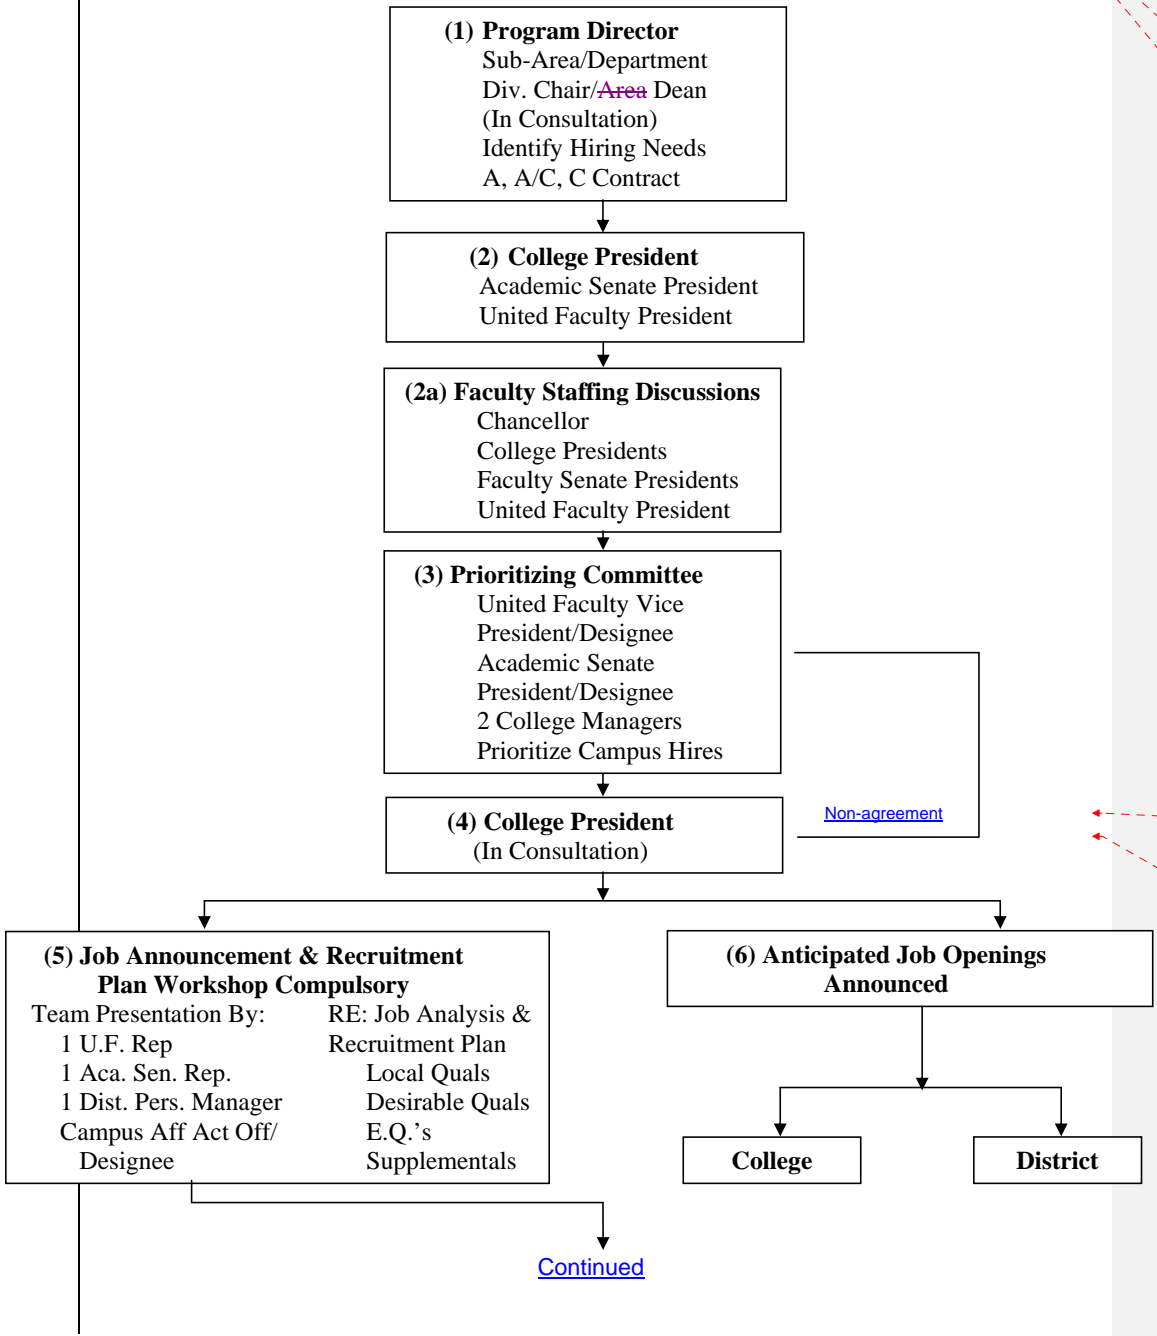 (1) Program Director
Sub-Area/Department
Div. Chair/Area Dean
(In Consultation)
Identify Hiring Needs
A, A/C, C Contract
(2) College President
Academic Senate President
United Faculty President
(2a) Faculty Staffing Discussions
Chancellor
College Presidents
Faculty Senate Presidents
United Faculty President
(3) Prioritizing Committee
United Faculty Vice
President/Designee
Academic Senate
President/Designee
2 College Managers
Prioritize Campus Hires
Non-agreement
(4) College President
(In Consultation)
(5) Job Announcement & Recruitment
Plan Workshop Compulsory
Team Presentation By:
1 U.F. Rep
1 Aca. Sen. Rep.
1 Dist. Pers. Manager
Campus Aff Act Off/
Designee
RE: Job Analysis &
Recruitment Plan
Local Quals
Desirable Quals
E.Q.’s
Supplementals
(6) Anticipated Job Openings
Announced
College
District
Continued